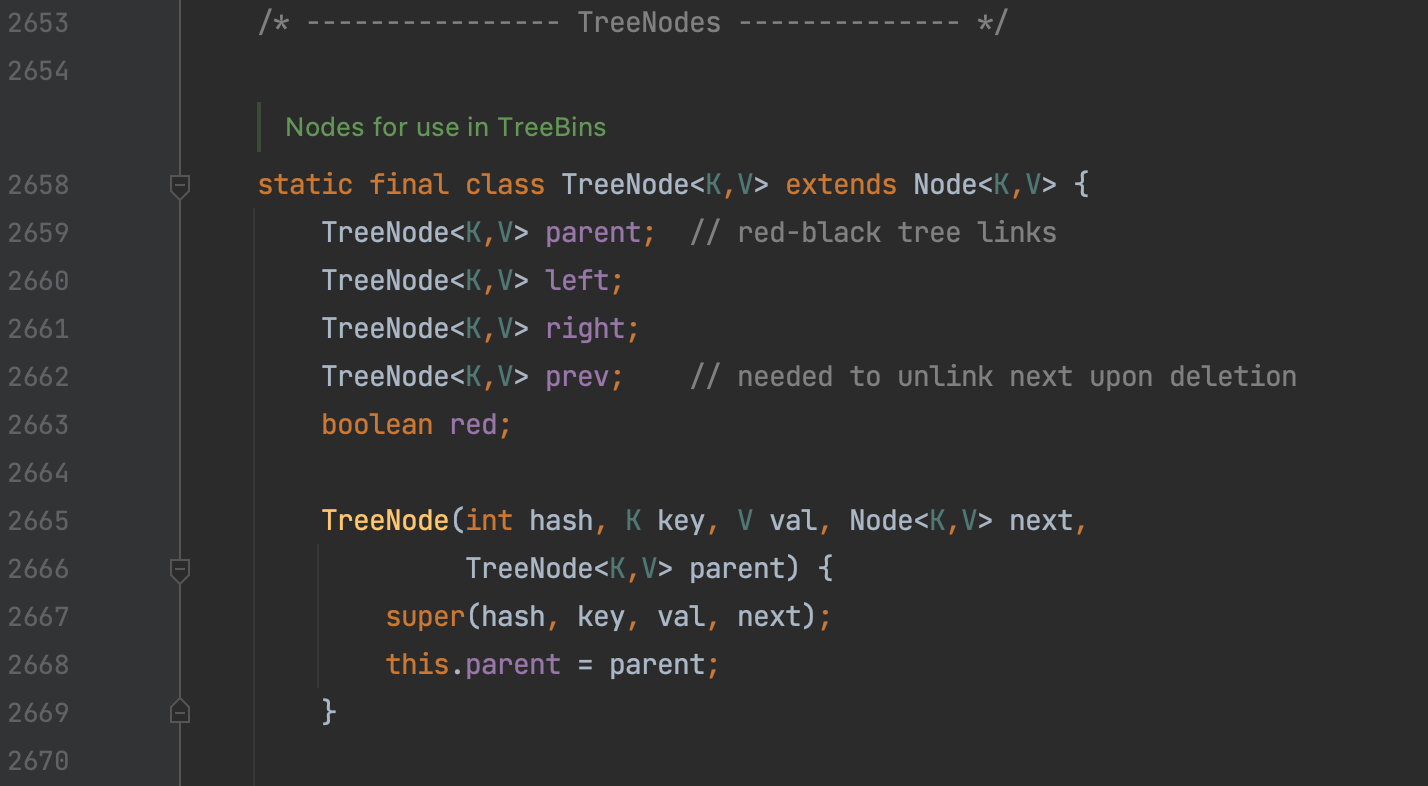 2653 /* ---------------- TreeNodes -------------- */
2654
Nodes for use in TreeBins
2658 static final class TreeNode<K,V> extends Node<K,V> {
2659 TreeNode<K,V> parent;  // red-black tree links
2660 TreeNode<K,V> left;
2661 TreeNode<K,V> right;
2662 TreeNode<K,V> prev;    // needed to unlink next upon deletion
2663 boolean red;
2664
2665 TreeNode(int hash, K key, V val, Node<K,V> next,
2666 TreeNode<K,V> parent) {
2667 super(hash, key, val, next);
2668 this.parent = parent;
2669 }
2670